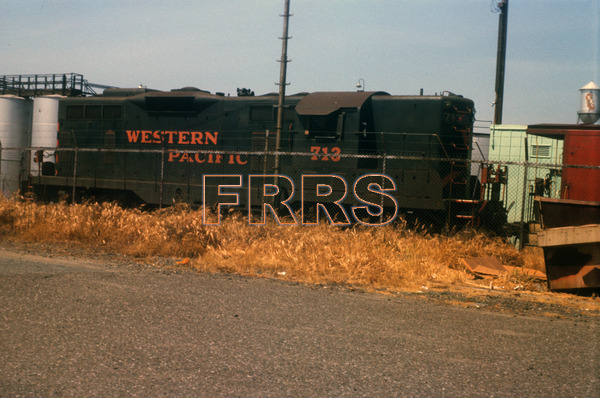 WESTERN
PACIFIC
713
FRRS